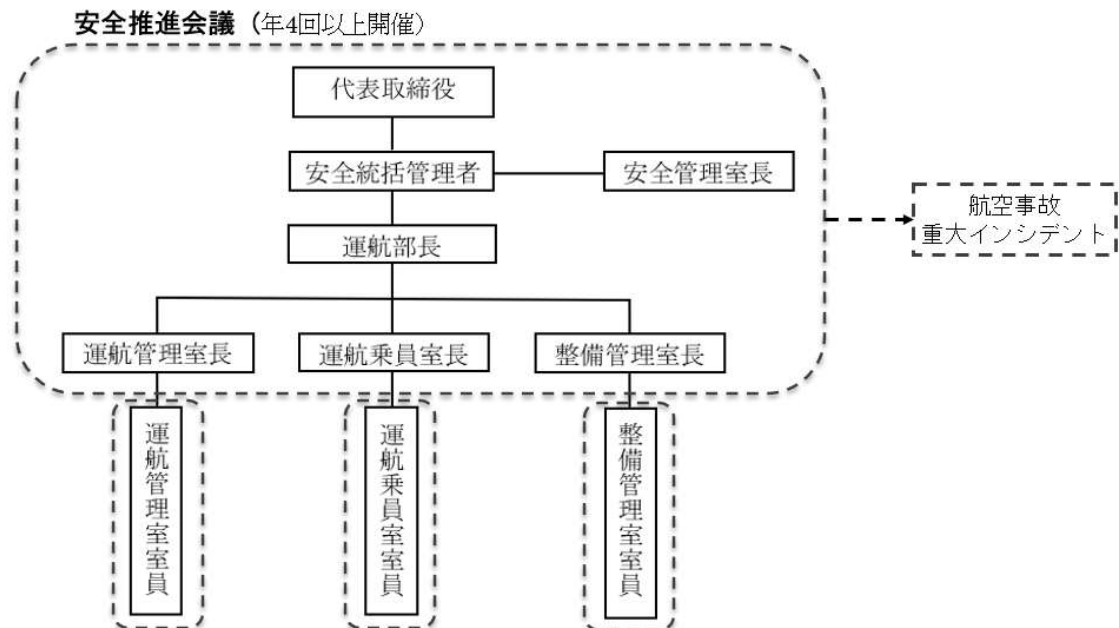 安全推進会議（年4回以上開催）
代表取締役
安全統括管理者
安全管理室長
運航部長
航空事故
重大インシデント
運航管理室長
運航乗員室長
整備管理室長
運航管理室室員
運航乗員室室員
整備管理室室員